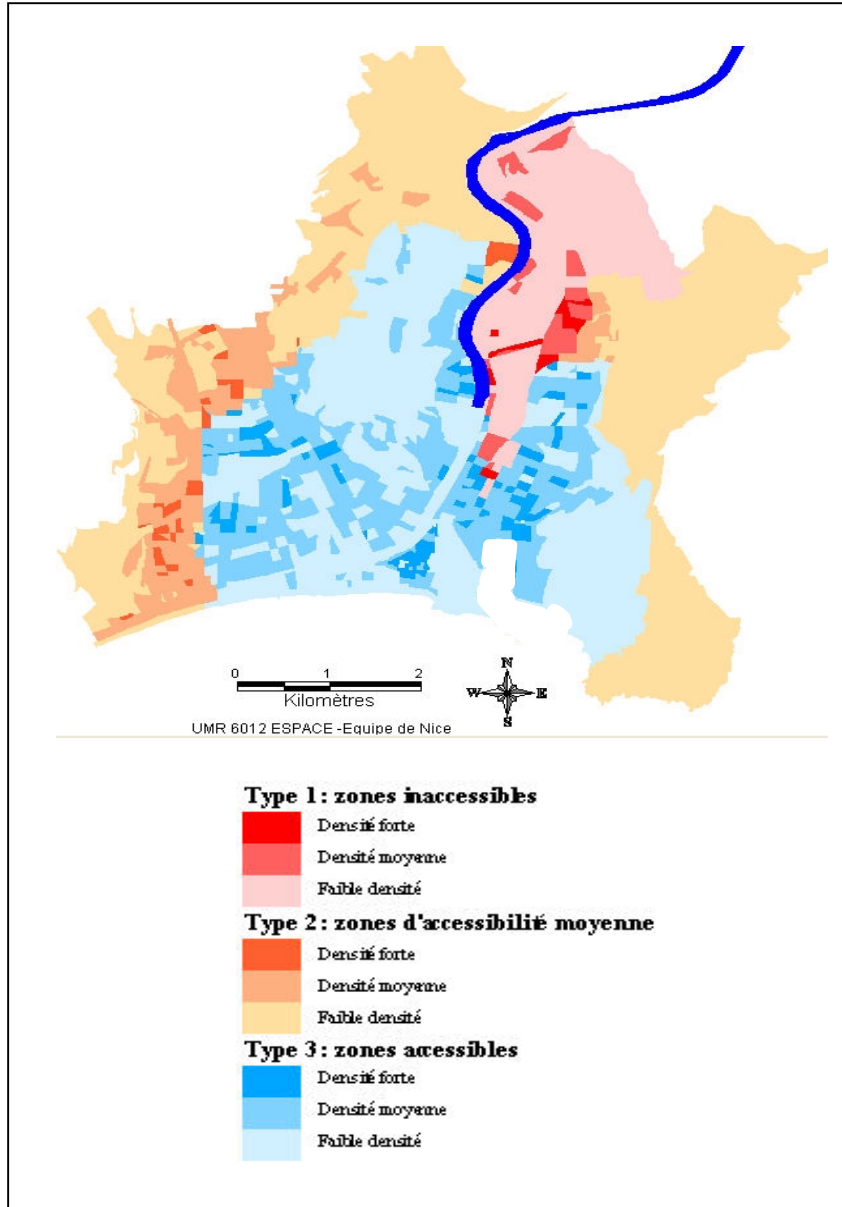 0 1 2
Kilomètres
N
W E
S
UMR 6012 ESPACE -Equipe de Nice
Type 1 : zones inaccessibles
Densité forte
Densité moyenne
Faible densité
Type 2 : zones d'accessibilité moyenne
Densité forte
Densité moyenne
Faible densité
Type 3 : zones accessibles
Densité forte
Densité moyenne
Faible densité